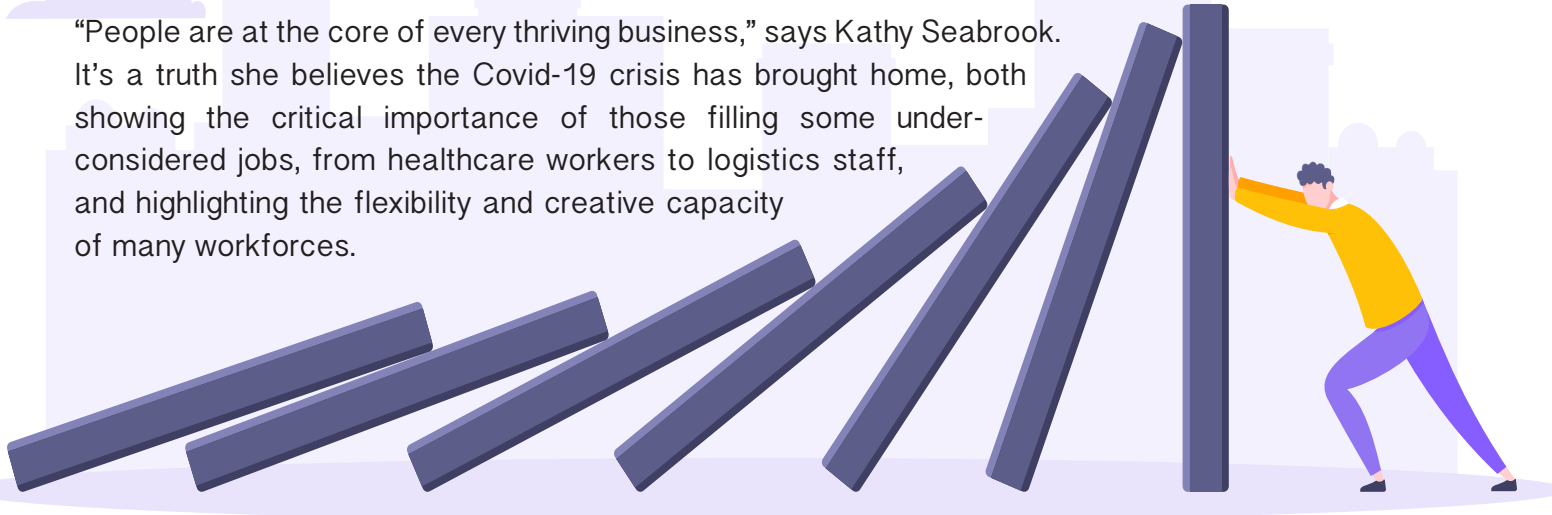 “People are at the core of every thriving business,” says Kathy Seabrook.
It’s a truth she believes the Covid-19 crisis has brought home, both
showing the critical importance of those filling some under-
considered jobs, from healthcare workers to logistics staff,
and highlighting the flexibility and creative capacity
of many workforces.